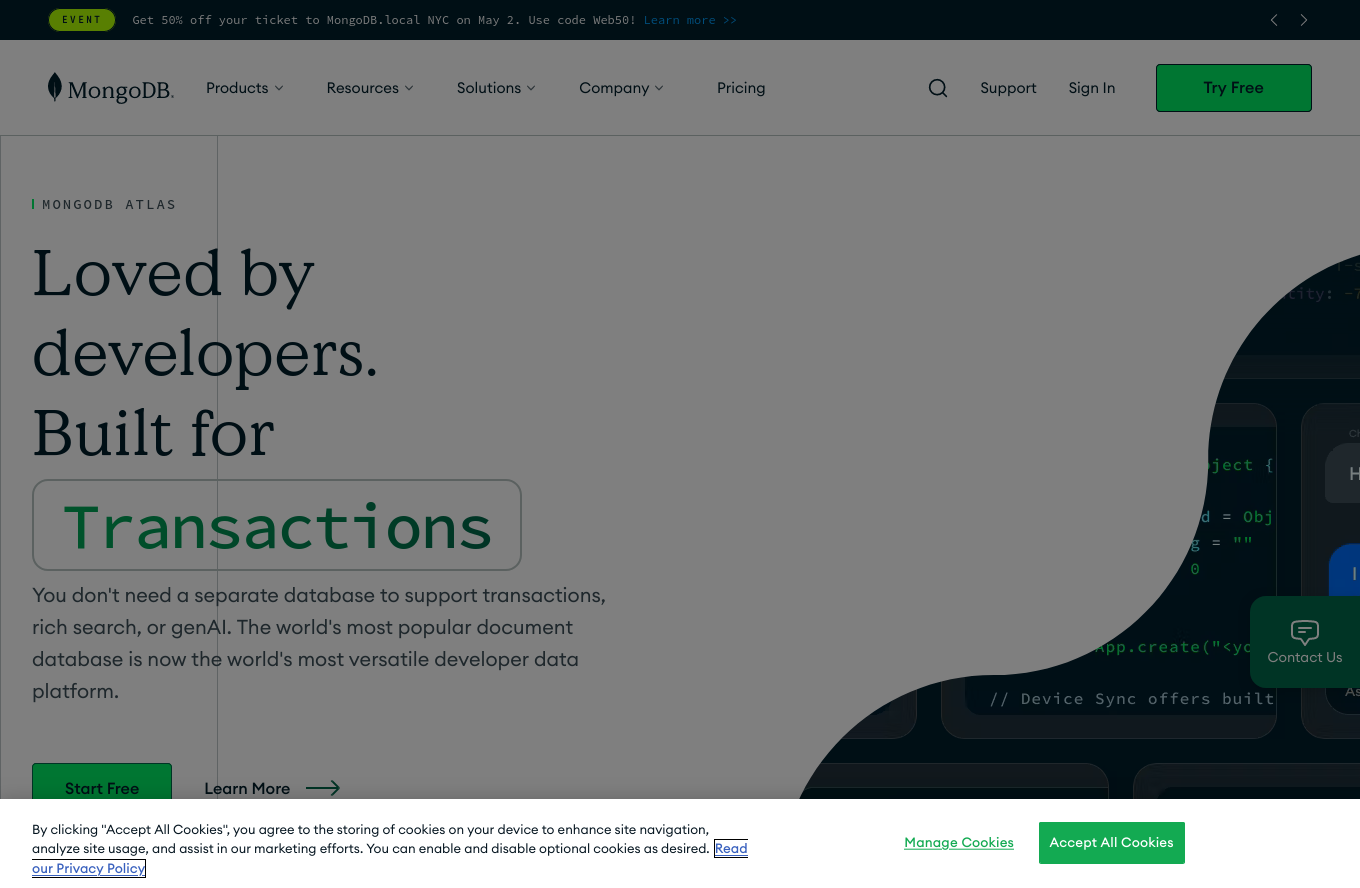 EVENT Get 50% off your ticket to MongoDB.local NYC on May 2. Use code Web50! Learn more >>
MongoDB. Products Resources Solutions Company Pricing Support Sign In Try Free
MONGODB ATLAS
Loved by
developers.
Built for
Transactions
You don't need a separate database to support transactions,
rich search, or genAI. The world's most popular document
database is now the world's most versatile developer data
platform.
Start Free Learn More
tity: -7
ject {
d = Obj
g = ""
0
App.create("<yo
// Device Sync offers built
H
I
Contact Us
As
By clicking "Accept All Cookies", you agree to the storing of cookies on your device to enhance site navigation,
analyze site usage, and assist in our marketing efforts. You can enable and disable optional cookies as desired. Read
our Privacy Policy
Manage Cookies Accept All Cookies